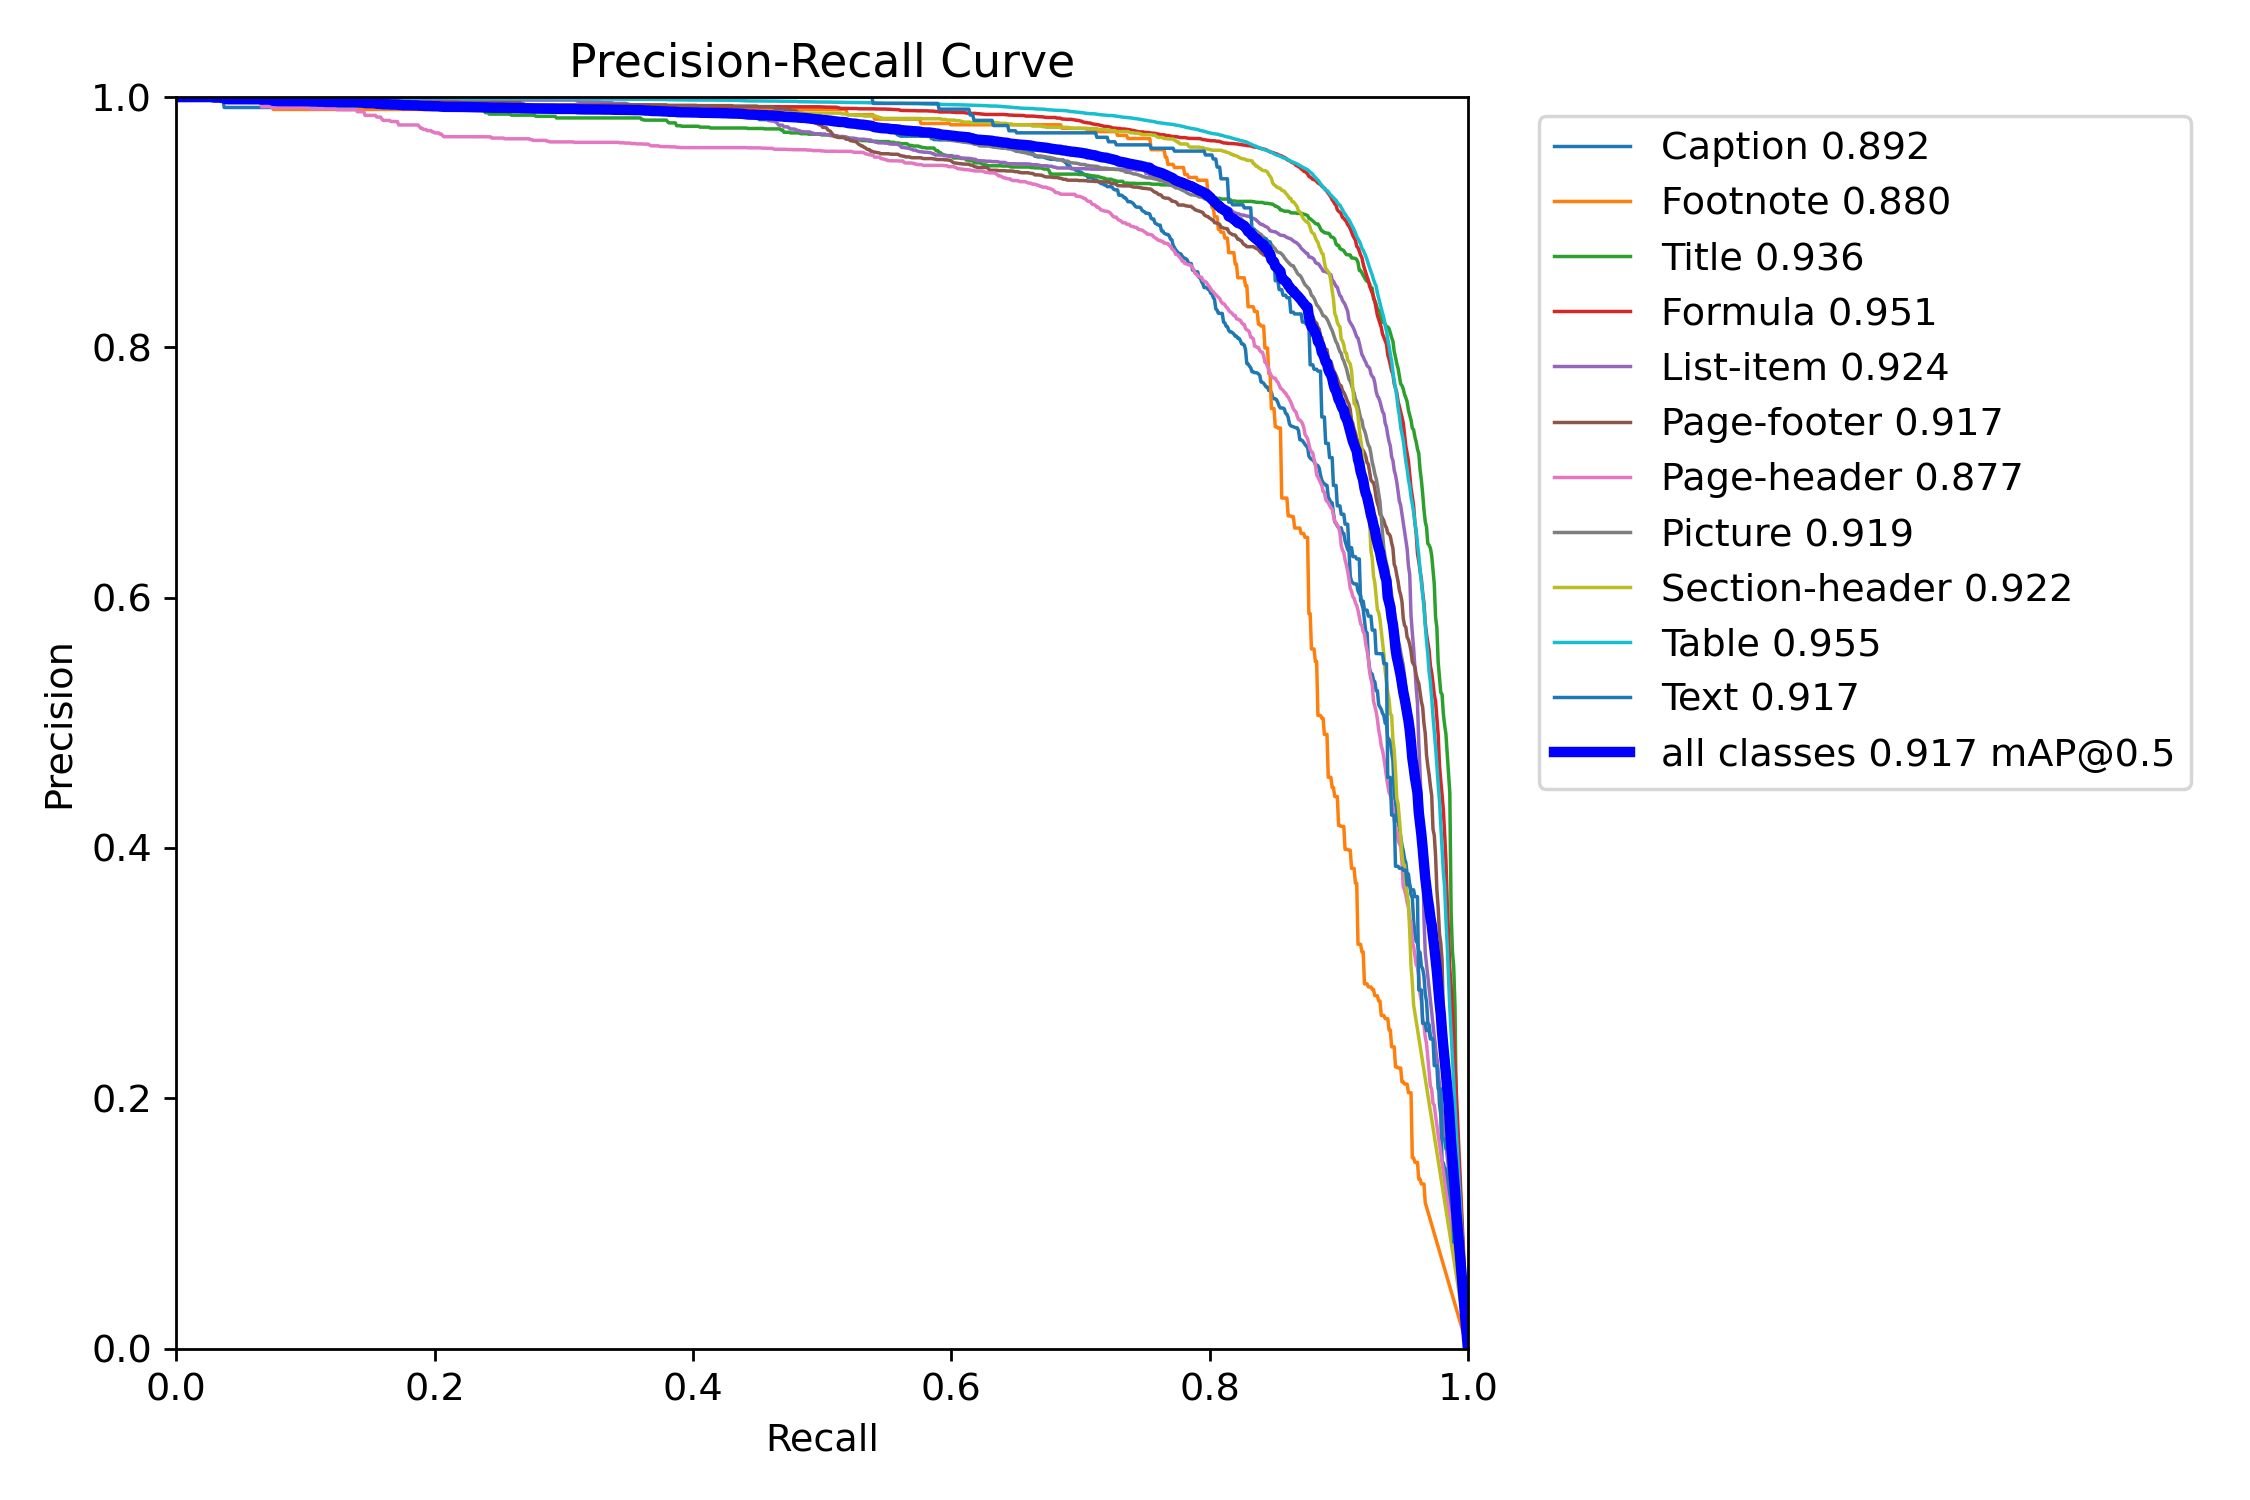 Precision-Recall Curve
1.0
0.8
0.6
0.4
0.2
0.0
Precision
0.0 0.2 0.4 0.6 0.8 1.0
Recall
Caption 0.892
Footnote 0.880
Title 0.936
Formula 0.951
List-item 0.924
Page-footer 0.917
Page-header 0.877
Picture 0.919
Section-header 0.922
Table 0.955
Text 0.917
all classes 0.917 mAP@0.5